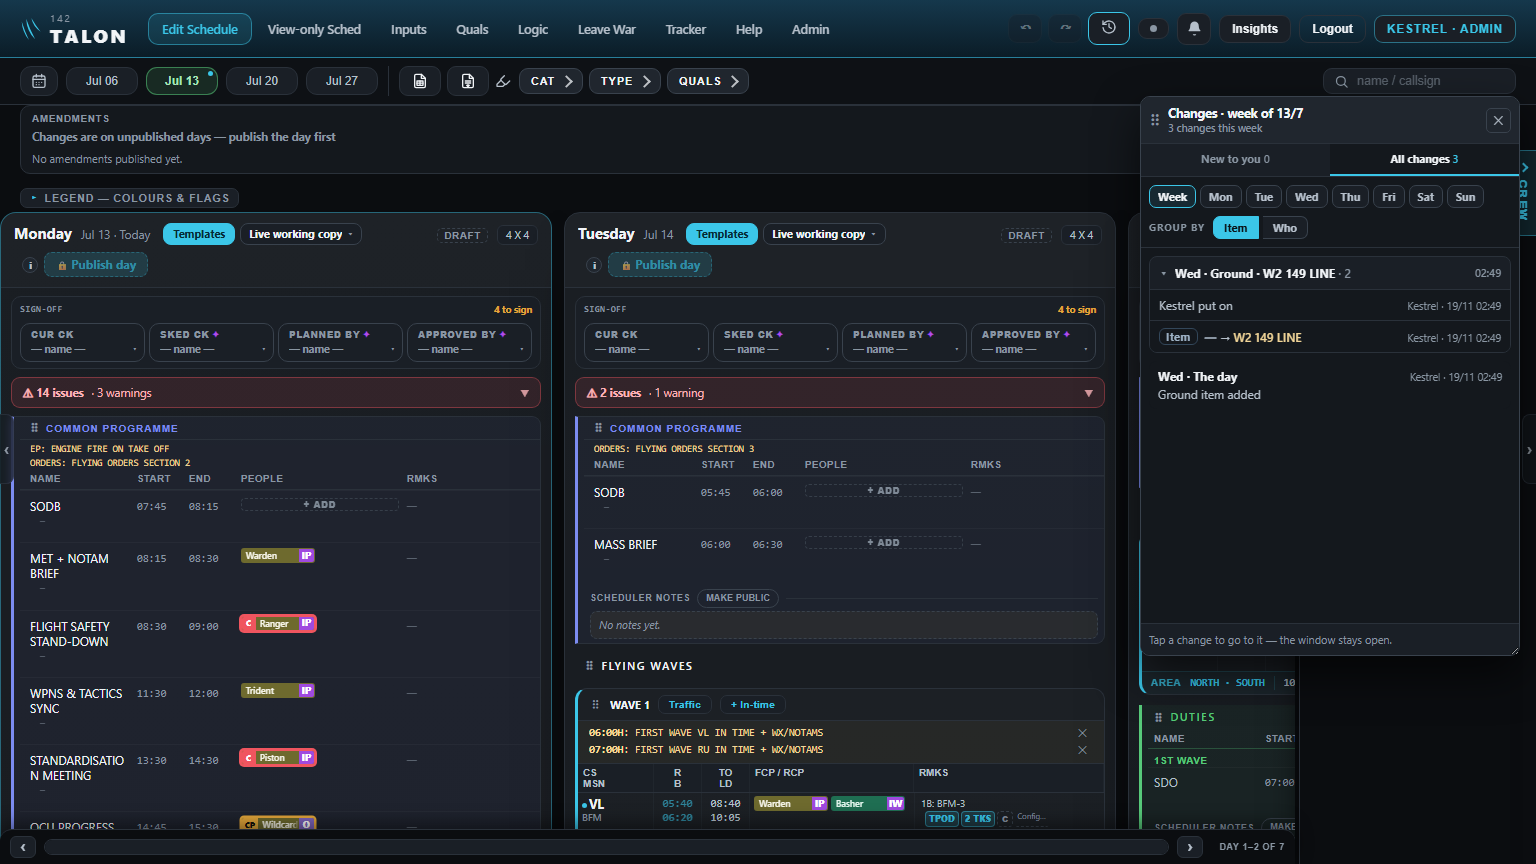 142
TALON
Edit Schedule
View-only Sched
Inputs
Quals
Logic
Leave War
Tracker
Help
Admin
Insights
Logout
KESTREL · ADMIN
Jul 06
Jul 13
Jul 20
Jul 27
CAT
TYPE
QUALS
name / callsign
AMENDMENTS
Changes are on unpublished days — publish the day first
No amendments published yet.
LEGEND — COLOURS & FLAGS
Monday Jul 13 · Today
Templates
Live working copy
DRAFT
4 X 4
i
Publish day
SIGN-OFF
4 to sign
CUR CK
— name —
SKED CK
— name —
PLANNED BY
— name —
APPROVED BY
— name —
14 issues · 3 warnings
COMMON PROGRAMME
EP: ENGINE FIRE ON TAKE OFF
ORDERS: FLYING ORDERS SECTION 2
NAME START END PEOPLE RMKS
SODB 07:45 08:15 + ADD —
—
MET + NOTAM BRIEF 08:15 08:30 Warden IP —
—
FLIGHT SAFETY STAND-DOWN 08:30 09:00 C Ranger IP —
—
WPNS & TACTICS SYNC 11:30 12:00 Trident IP —
—
STANDARDISATIO
N MEETING 13:30 14:30 C Piston IP —
—
OCU PROGRESS 14:45 15:30 CP Wildcard O
Tuesday Jul 14
Templates
Live working copy
DRAFT
4 X 4
i
Publish day
SIGN-OFF
4 to sign
CUR CK
— name —
SKED CK
— name —
PLANNED BY
— name —
APPROVED BY
— name —
2 issues · 1 warning
COMMON PROGRAMME
ORDERS: FLYING ORDERS SECTION 3
NAME START END PEOPLE RMKS
SODB 05:45 06:00 + ADD —
—
MASS BRIEF 06:00 06:30 + ADD —
—
SCHEDULER NOTES MAKE PUBLIC
No notes yet.
FLYING WAVES
WAVE 1
Traffic
+ In-time
06:00H: FIRST WAVE VL IN TIME + WX/NOTAMS
07:00H: FIRST WAVE RU IN TIME + WX/NOTAMS
CS R TO FCP / RCP RMKS
MSN B LD
VL 05:40 08:40 Warden IP Basher IW 1B: BFM-3
BFM 06:20 10:05 TPOD 2 TKS C Config...
Changes · week of 13/7
3 changes this week
New to you 0
All changes 3
Week Mon Tue Wed Thu Fri Sat Sun
GROUP BY Item Who
Wed · Ground · W2 149 LINE · 2 02:49
Kestrel put on Kestrel · 19/11 02:49
Item — → W2 149 LINE Kestrel · 19/11 02:49
Wed · The day Kestrel · 19/11 02:49
Ground item added
Tap a change to go to it — the window stays open.
CREW
AREA NORTH · SOUTH 10
DUTIES
NAME START
1ST WAVE
SDO 07:00
SCHEDULER NOTES MAKE
DAY 1–2 OF 7